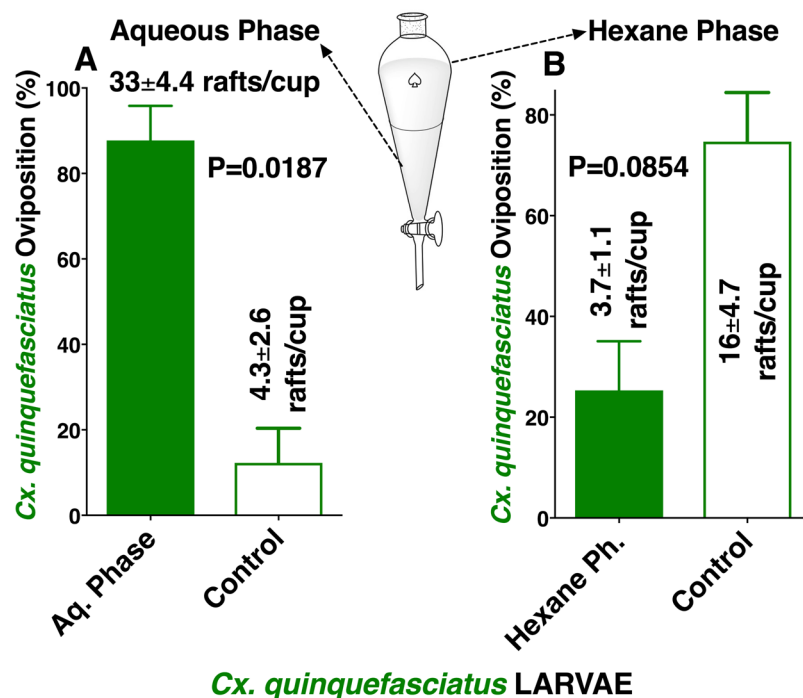 Aqueous Phase
Hexane Phase
A
33±4.4 rafts/cup
P=0.0187
4.3±2.6
rafts/cup
Cx. quinquefasciatus Oviposition (%)
100
80
60
40
20
0
Aq. Phase
Control
B
P=0.0854
3.7±1.1
rafts/cup
16±4.7
rafts/cup
Cx. quinquefasciatus Oviposition (%)
80
60
40
20
0
Hexane Ph.
Control
Cx. quinquefasciatus LARVAE